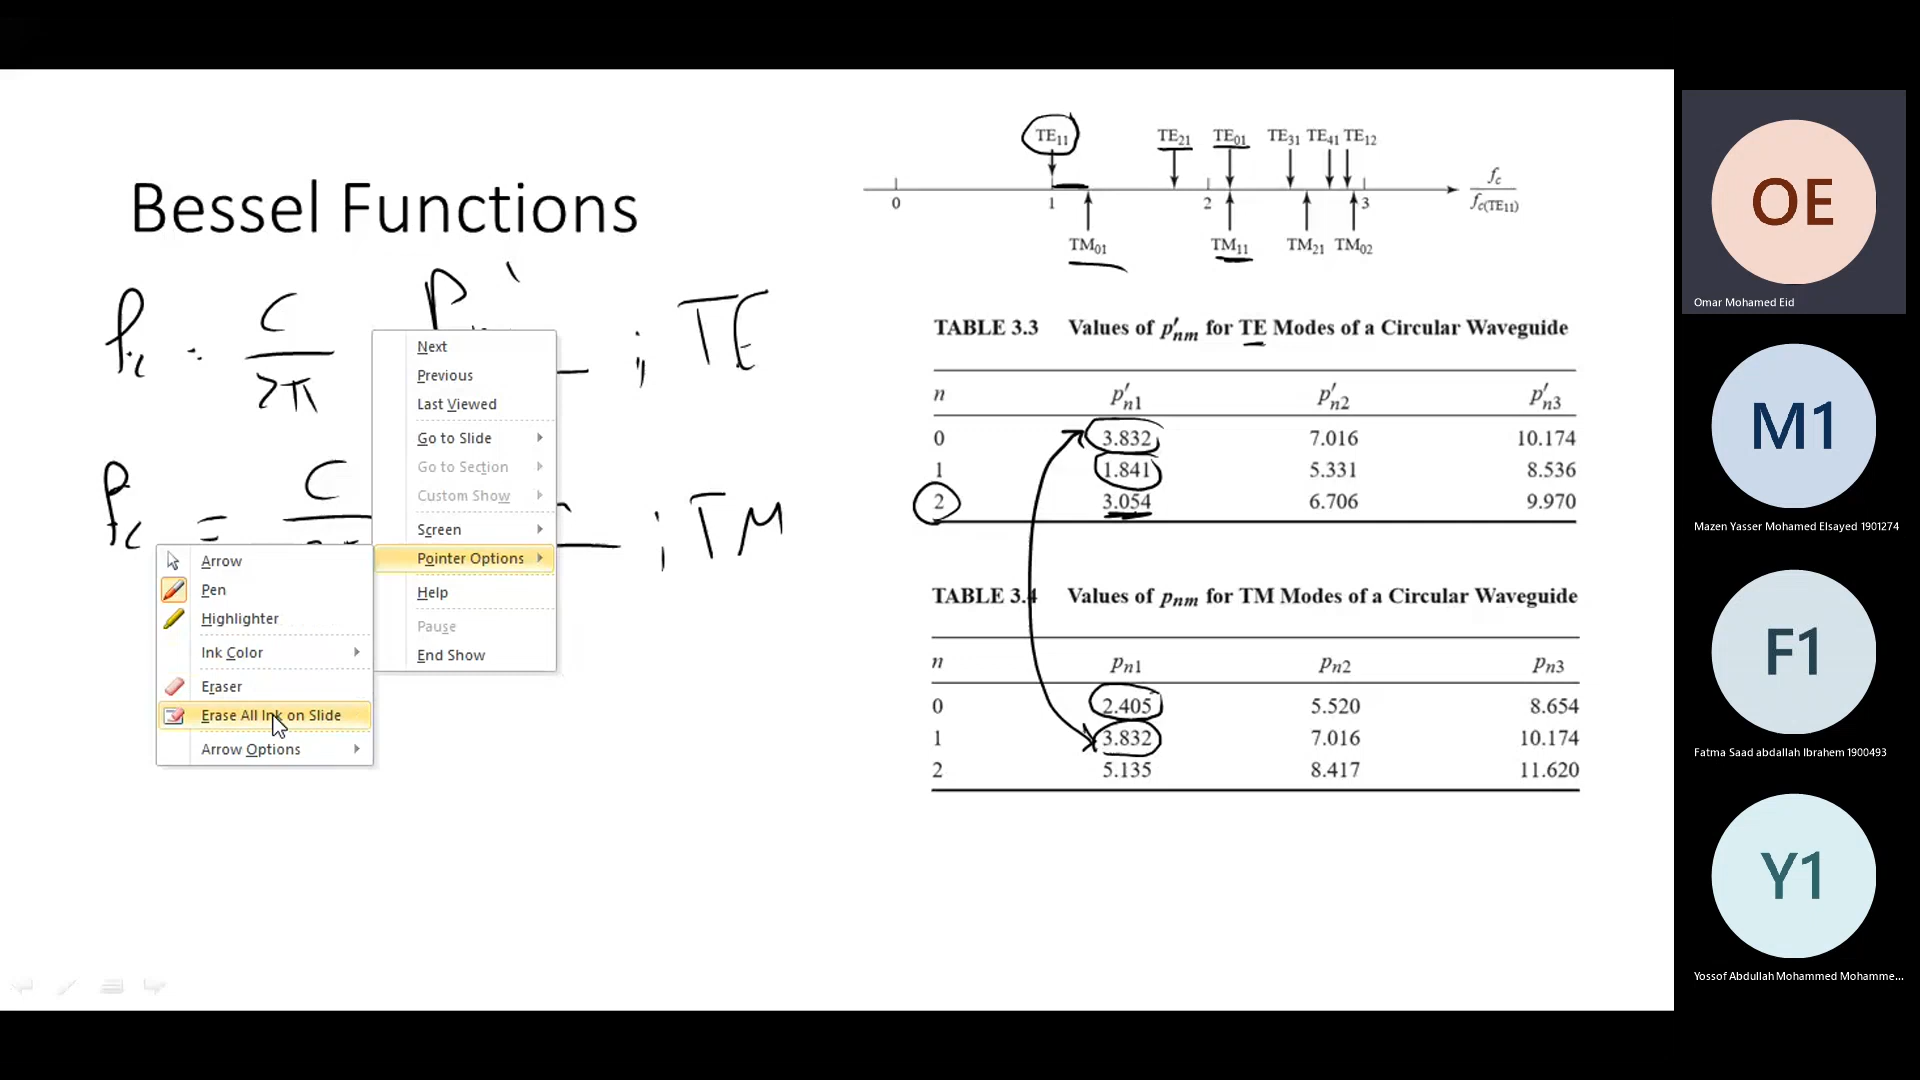 Bessel Functions
TE11 TE21 TE01 TE31 TE41 TE12
0 1 2 3
fc
fc(TE11)
TM01 TM11 TM21 TM02
C
2π
; TE
fc = C
; TM
TABLE 3.3 Values of p′nm for TE Modes of a Circular Waveguide
n p′n1 p′n2 p′n3
0 3.832 7.016 10.174
1 1.841 5.331 8.536
2 3.054 6.706 9.970
TABLE 3.4 Values of pnm for TM Modes of a Circular Waveguide
n pn1 pn2 pn3
0 2.405 5.520 8.654
1 3.832 7.016 10.174
2 5.135 8.417 11.620
Next
Previous
Last Viewed
Go to Slide
Go to Section
Custom Show
Screen
Pointer Options
Help
Pause
End Show
Arrow
Pen
Highlighter
Ink Color
Eraser
Erase All Ink on Slide
Arrow Options
OE
Omar Mohamed Eid
M1
Mazen Yasser Mohamed Elsayed 1901274
F1
Fatma Saad abdallah Ibrahem 1900493
Y1
Yossof Abdullah Mohammed Mohamme...